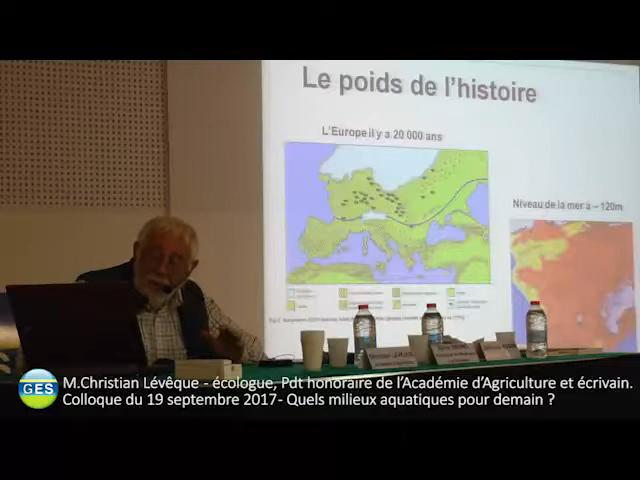 Le poids de l'histoire
L'Europe il y a 20 000 ans
Niveau de la mer à – 120m
GES
M.Christian Lévêque - écologue, Pdt honoraire de l'Académie d'Agriculture et écrivain.
Colloque du 19 septembre 2017- Quels milieux aquatiques pour demain ?